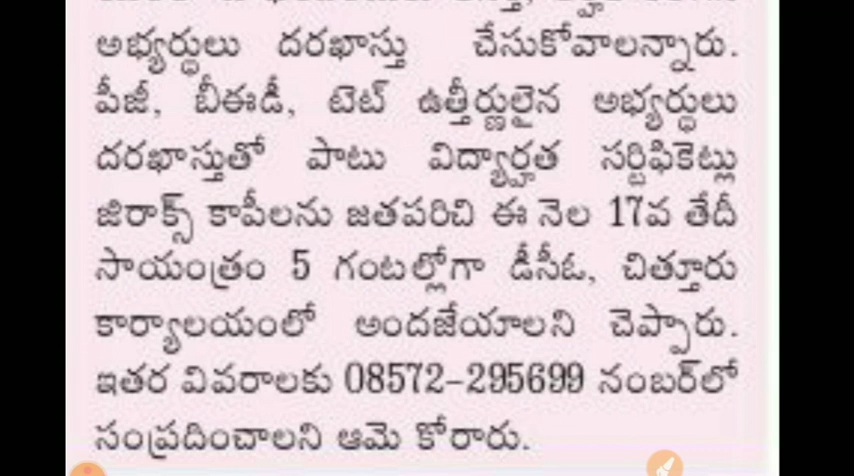 అభ్యర్థులు దరఖాస్తు చేసుకోవాలన్నారు.
పీజీ, బీఈడీ, టెట్ ఉత్తీర్ణులైన అభ్యర్థులు
దరఖాస్తుతో పాటు విద్యార్హత సర్టిఫికెట్లు
జిరాక్స్ కాపీలను జతపరిచి ఈ నెల 17వ తేదీ
సాయంత్రం 5 గంటల్లోగా డీసీఓ, చిత్తూరు
కార్యాలయంలో అందజేయాలని చెప్పారు.
ఇతర వివరాలకు 08572-295699 నంబర్‌లో
సంప్రదించాలని ఆమె కోరారు.